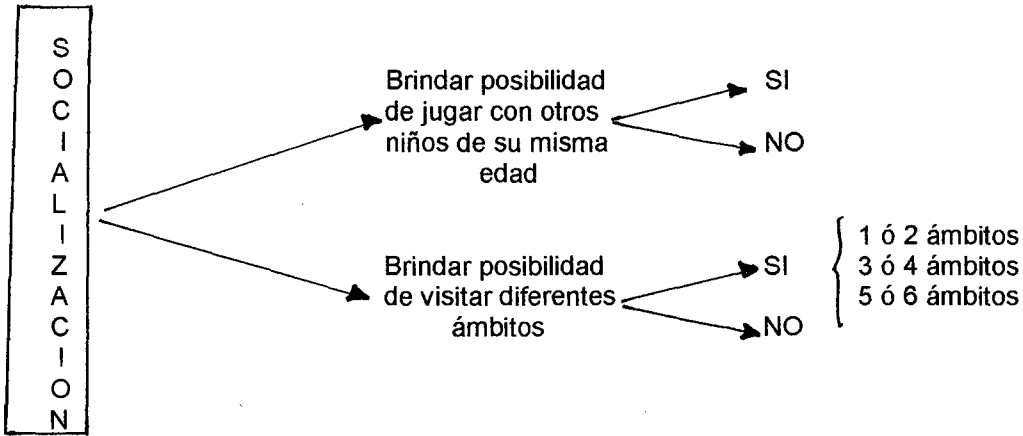 SOCIALIZACION
Brindar posibilidad
de jugar con otros
niños de su misma
edad
SI
NO
Brindar posibilidad
de visitar diferentes
ámbitos
SI
NO
1 ó 2 ámbitos
3 ó 4 ámbitos
5 ó 6 ámbitos